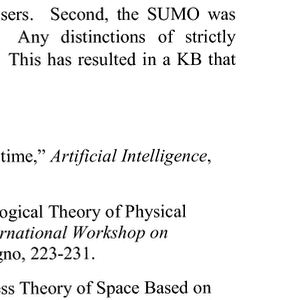 sers. Second, the SUMO was
Any distinctions of strictly
This has resulted in a KB that
time,” Artificial Intelligence,
ogical Theory of Physical
rnational Workshop on
gno, 223-231.
ess Theory of Space Based on